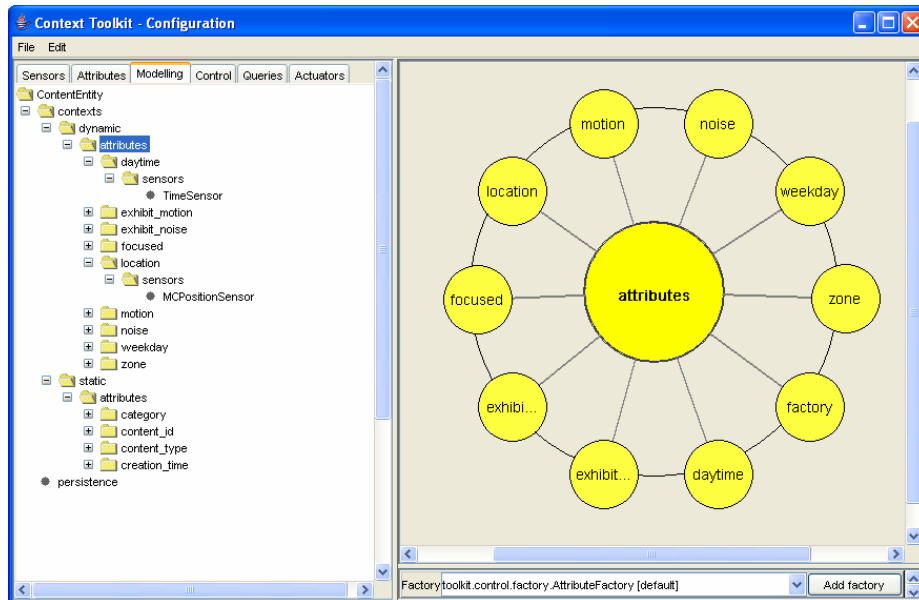 Context Toolkit - Configuration
File Edit
Sensors Attributes Modelling Control Queries Actuators
ContentEntity
contexts
dynamic
attributes
daytime
sensors
TimeSensor
exhibit_motion
exhibit_noise
focused
location
sensors
MCPositionSensor
motion
noise
weekday
zone
static
attributes
category
content_id
content_type
creation_time
persistence
motion
noise
location
weekday
focused
attributes
zone
exhibi...
factory
exhibit...
daytime
Factory toolkit.control.factory.AttributeFactory [default] Add factory